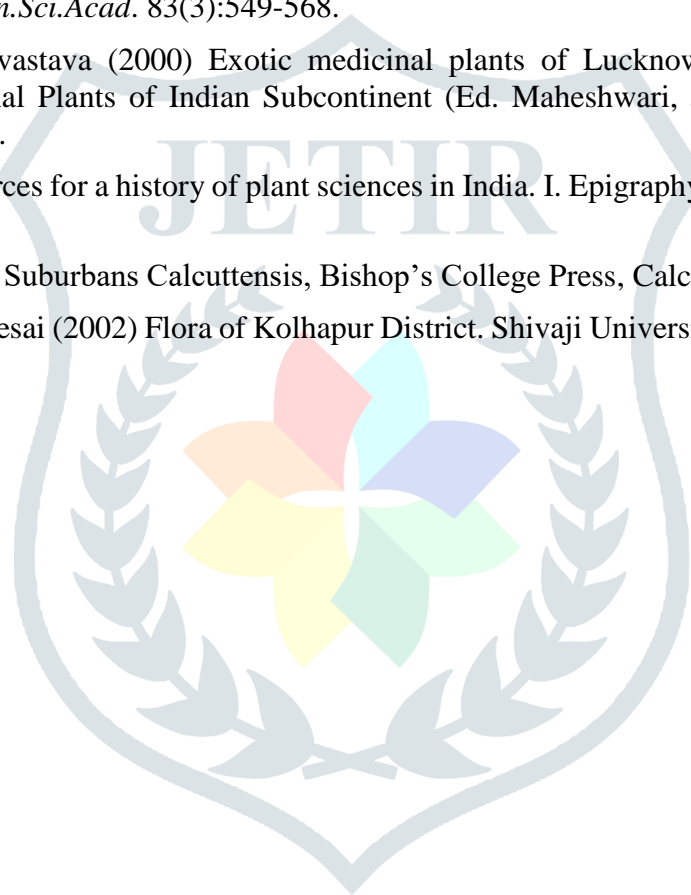 n.Sci.Acad. 83(3):549-568.
vastava (2000) Exotic medicinal plants of Lucknow
al Plants of Indian Subcontinent (Ed. Maheshwari,
.
JETIR
rces for a history of plant sciences in India. I. Epigraphy
Suburbans Calcuttensis, Bishop's College Press, Calc
esai (2002) Flora of Kolhapur District. Shivaji Univers